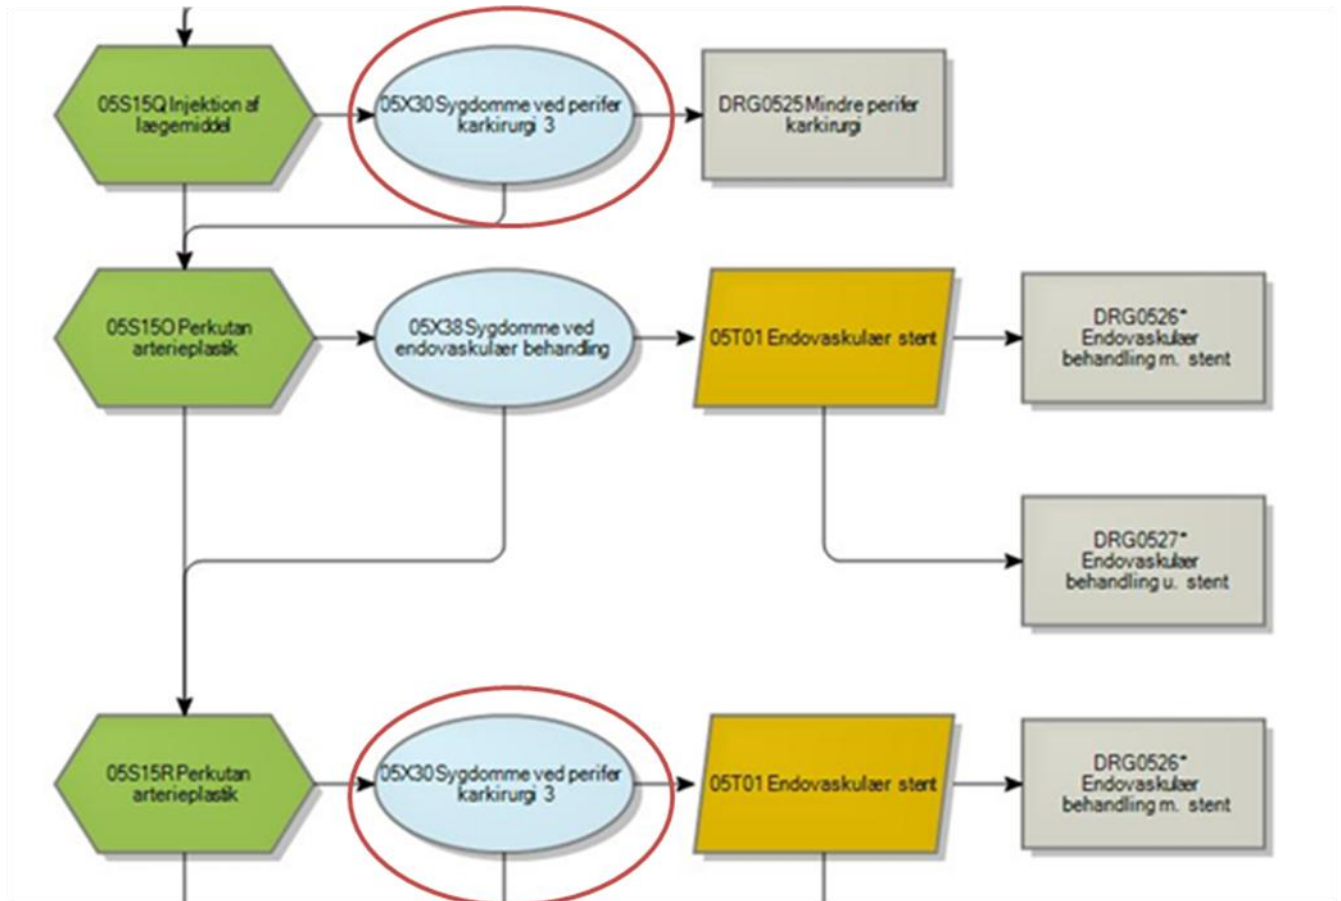 05S15Q Injektion af
lægemiddel
05X30 Sygdomme ved perifer
karkirurgi 3
DRG0525 Mindre perifer
karkirurgi
05S15O Perkutan
arterieplastik
05X38 Sygdomme ved
endovaskulær behandling
05T01 Endovaskulær stent
DRG0526*
Endovaskulær
behandling m. stent
DRG0527*
Endovaskulær
behandling u. stent
05S15R Perkutan
arterieplastik
05X30 Sygdomme ved perifer
karkirurgi 3
05T01 Endovaskulær stent
DRG0526*
Endovaskulær
behandling m. stent